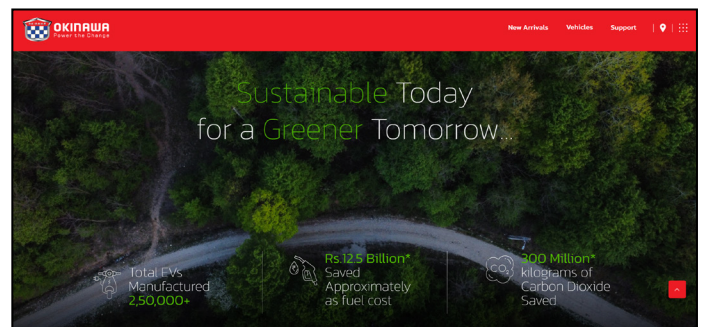 OKINAWA
Power the Change
New Arrivals
Vehicles
Support
Sustainable Today
for a Greener Tomorrow...
Total EVs
Manufactured
2,50,000+
Rs.12.5 Billion*
Saved
Approximately
as fuel cost
CO₂
300 Million*
kilograms of
Carbon Dioxide
Saved